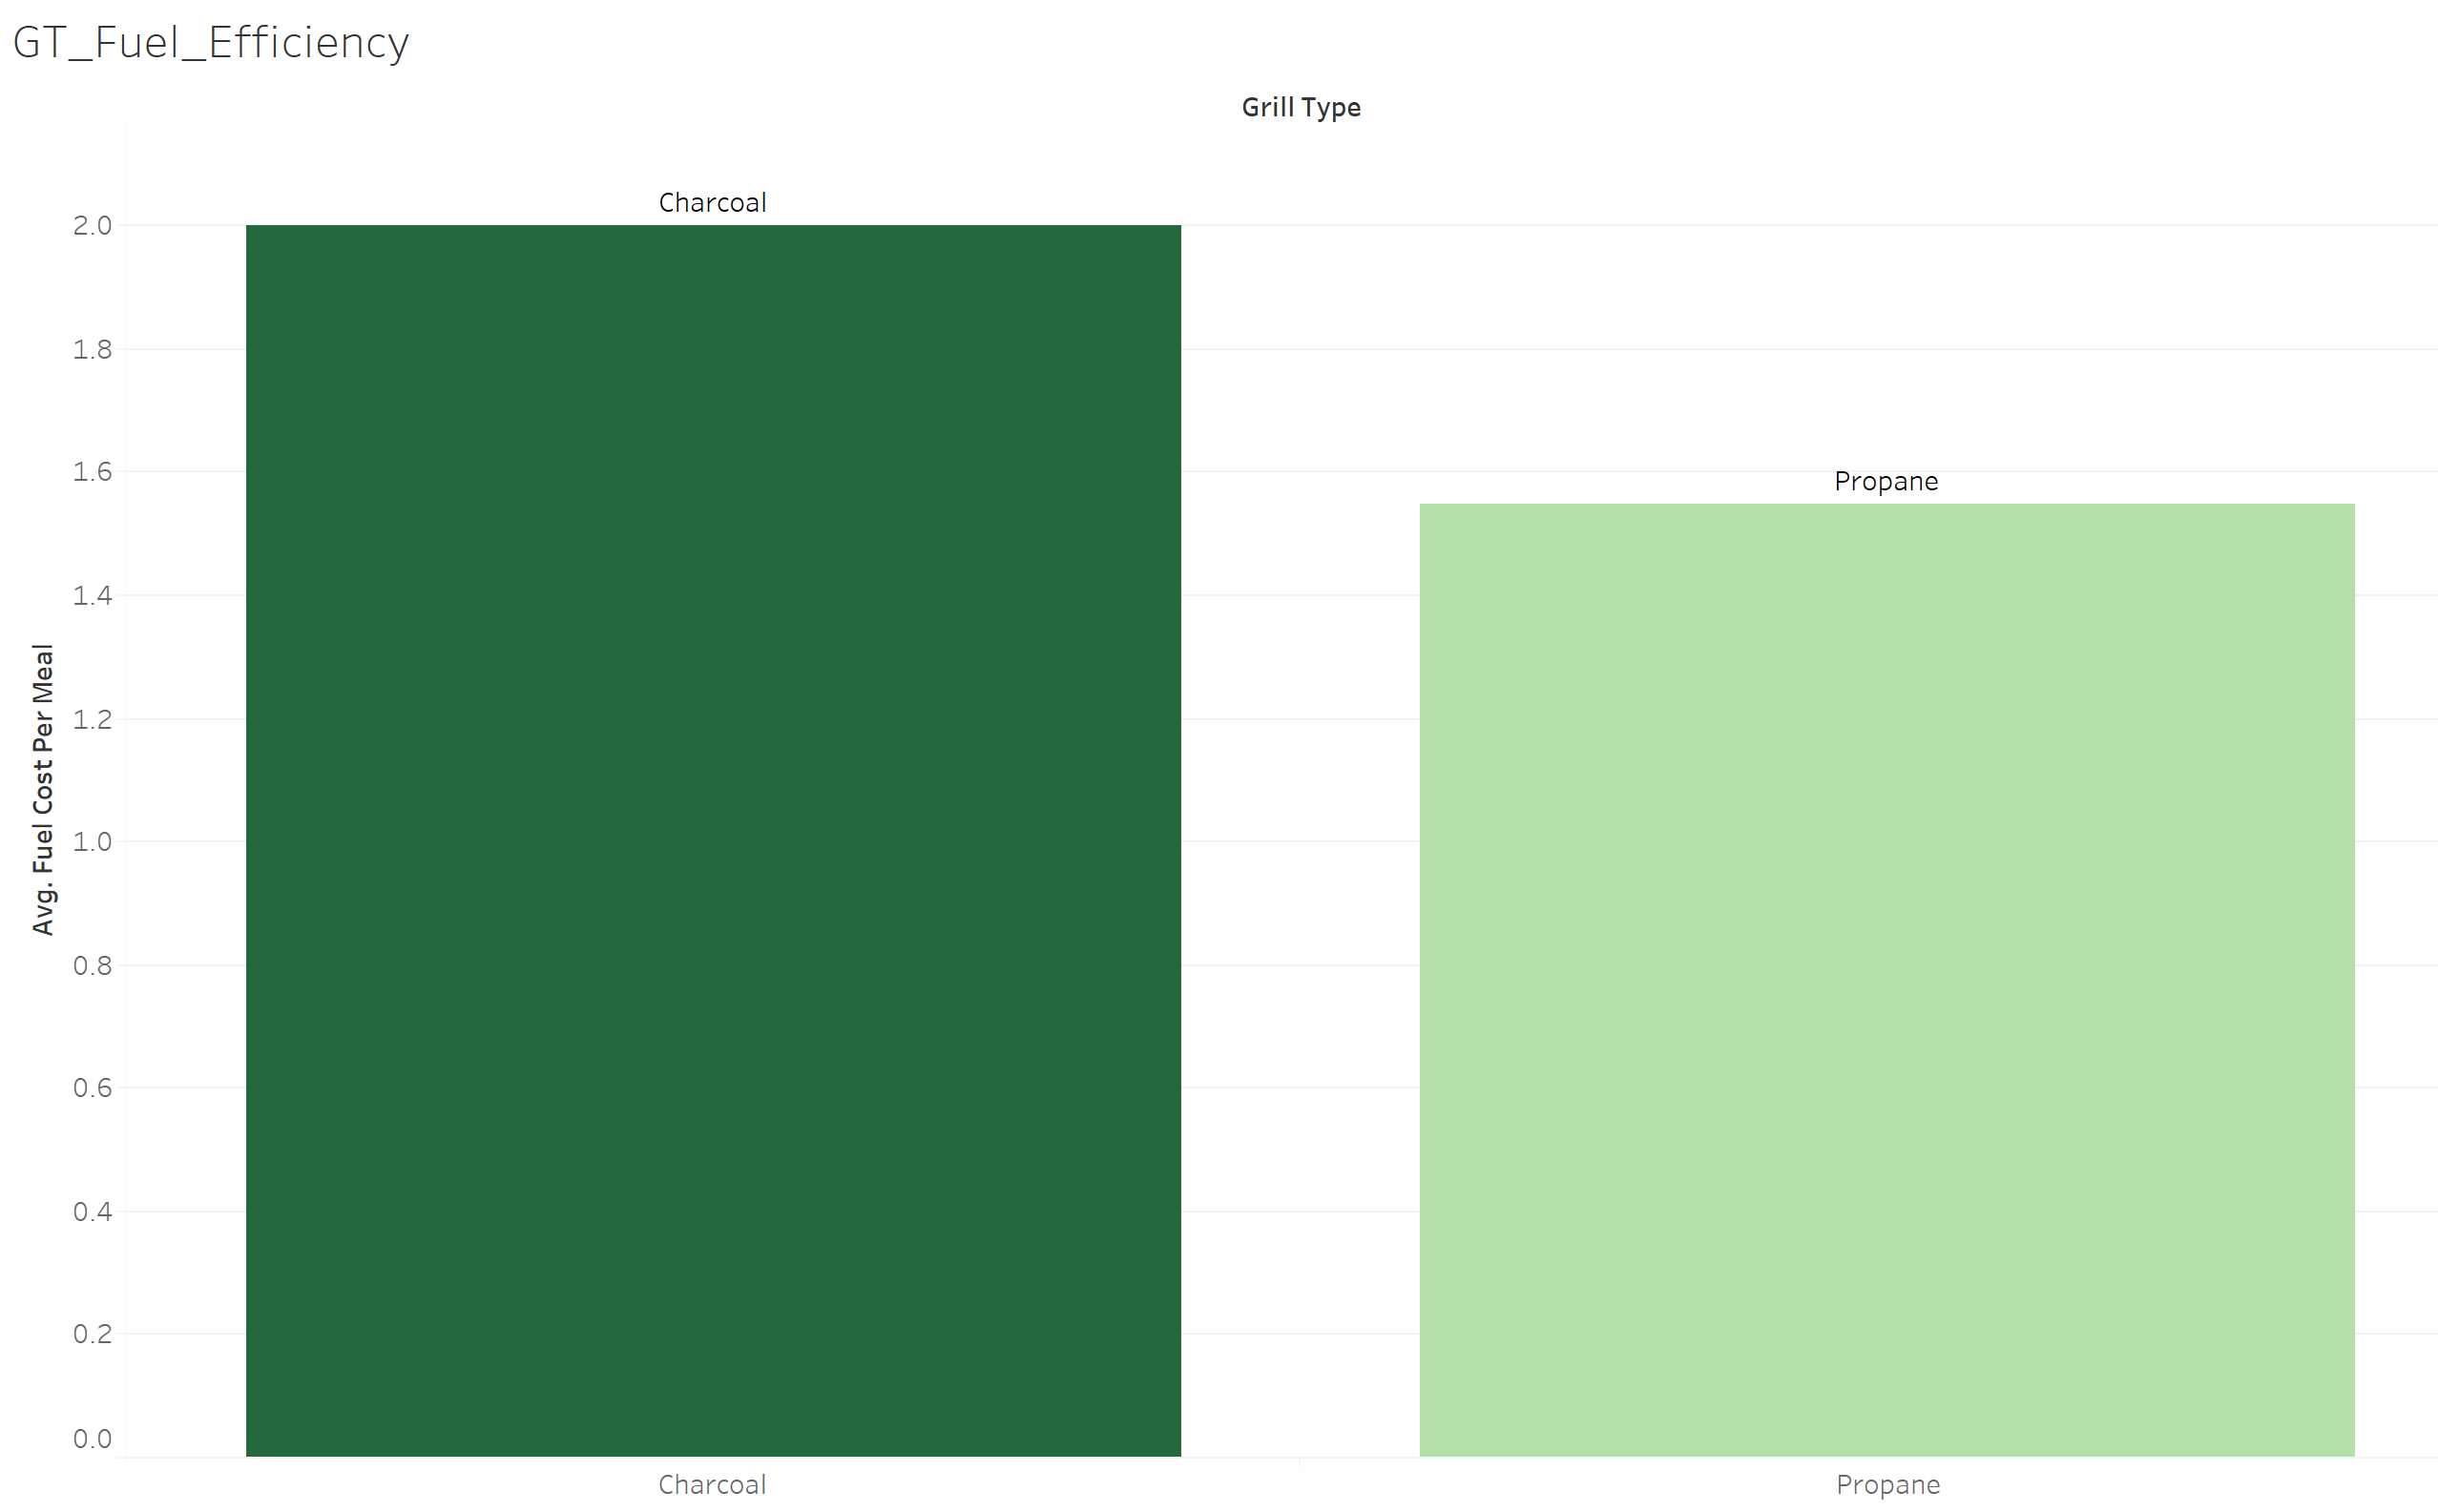 GT_Fuel_Efficiency
Grill Type
Charcoal
2.0
1.8
1.6
Propane
1.4
1.2
Avg. Fuel Cost Per Meal
1.0
0.8
0.6
0.4
0.2
0.0
Charcoal
Propane